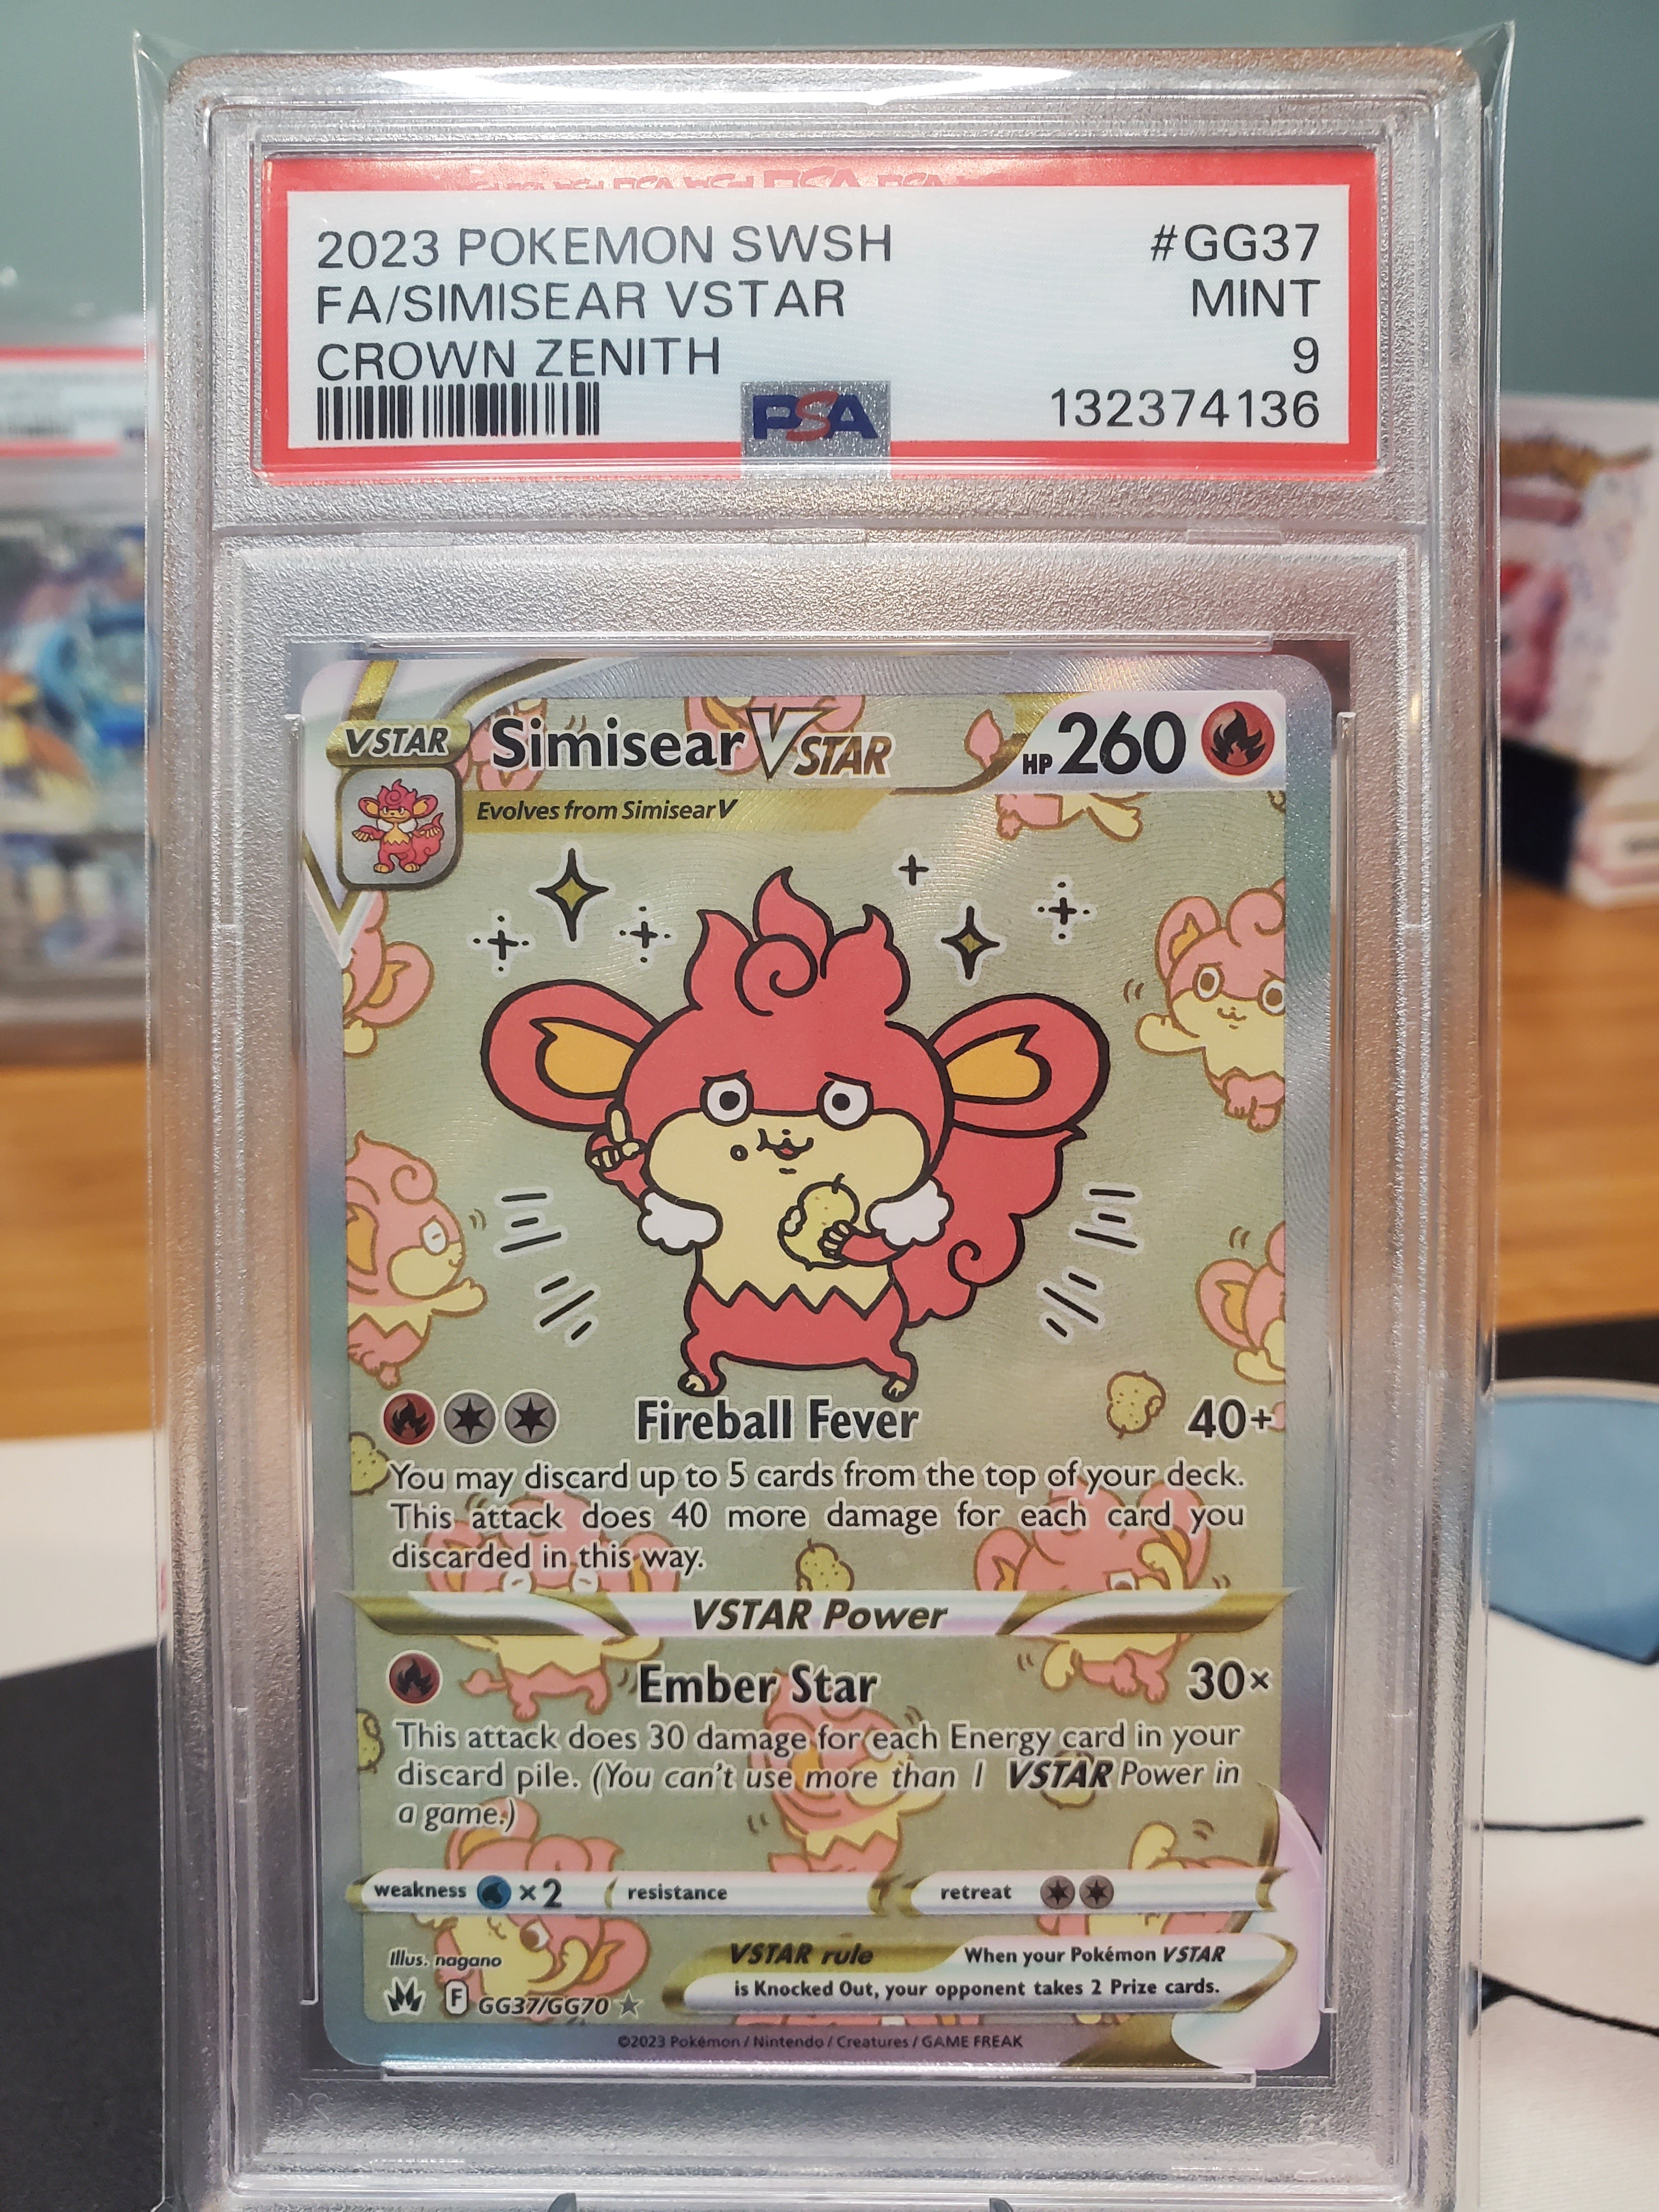 2023 POKEMON SWSH #GG37
FA/SIMISEAR VSTAR MINT
CROWN ZENITH 9
PSA 132374136
VSTAR Simisear VSTAR HP 260
Evolves from Simisear V
Fireball Fever 40+
You may discard up to 5 cards from the top of your deck.
This attack does 40 more damage for each card you
discarded in this way.
VSTAR Power
Ember Star 30×
This attack does 30 damage for each Energy card in your
discard pile. (You can't use more than 1 VSTAR Power in
a game.)
weakness ×2 resistance retreat
Illus. nagano
VSTAR rule When your Pokémon VSTAR
is Knocked Out, your opponent takes 2 Prize cards.
F GG37/GG70
©2023 Pokémon / Nintendo / Creatures / GAME FREAK